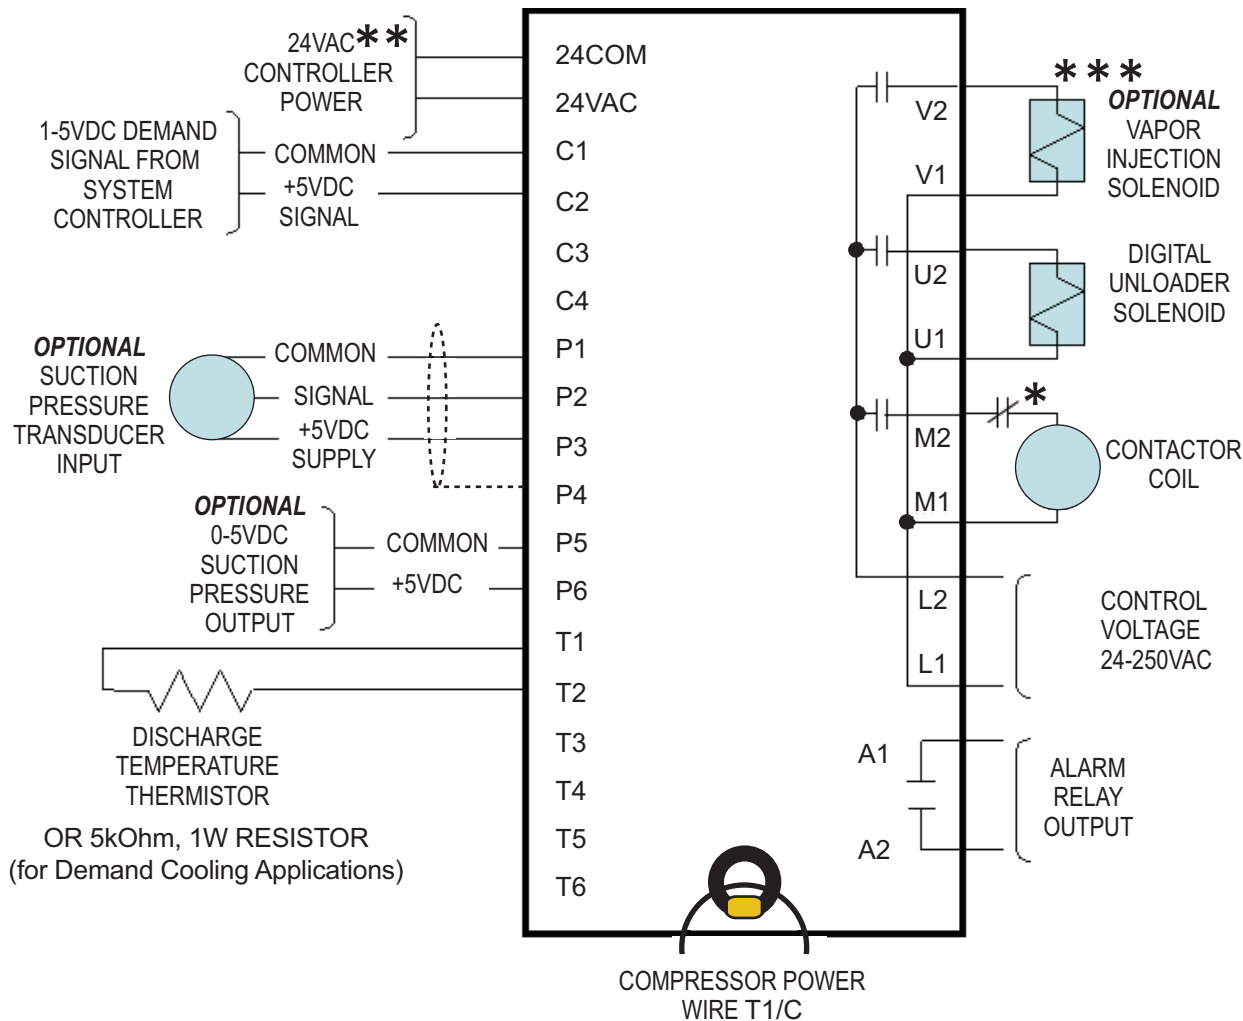 24VAC**
CONTROLLER
POWER
1-5VDC DEMAND
SIGNAL FROM
SYSTEM
CONTROLLER
COMMON
+5VDC
SIGNAL
OPTIONAL
SUCTION
PRESSURE
TRANSDUCER
INPUT
COMMON
SIGNAL
+5VDC
SUPPLY
OPTIONAL
0-5VDC
SUCTION
PRESSURE
OUTPUT
COMMON
+5VDC
DISCHARGE
TEMPERATURE
THERMISTOR
OR 5kOhm, 1W RESISTOR
(for Demand Cooling Applications)
24COM
24VAC
C1
C2
C3
C4
P1
P2
P3
P4
P5
P6
T1
T2
T3
T4
T5
T6
V2
V1
U2
U1
M2
M1
L2
L1
A1
A2
***
OPTIONAL
VAPOR
INJECTION
SOLENOID
DIGITAL
UNLOADER
SOLENOID
*
CONTACTOR
COIL
CONTROL
VOLTAGE
24-250VAC
ALARM
RELAY
OUTPUT
COMPRESSOR POWER
WIRE T1/C